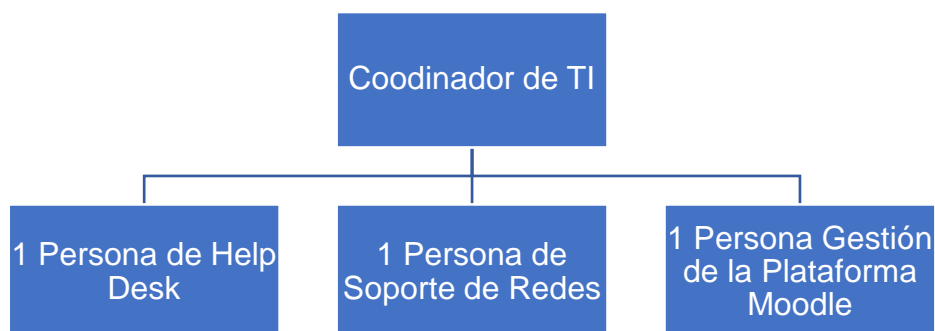 Coodinador de TI
1 Persona de Help
Desk
1 Persona de
Soporte de Redes
1 Persona Gestión
de la Plataforma
Moodle